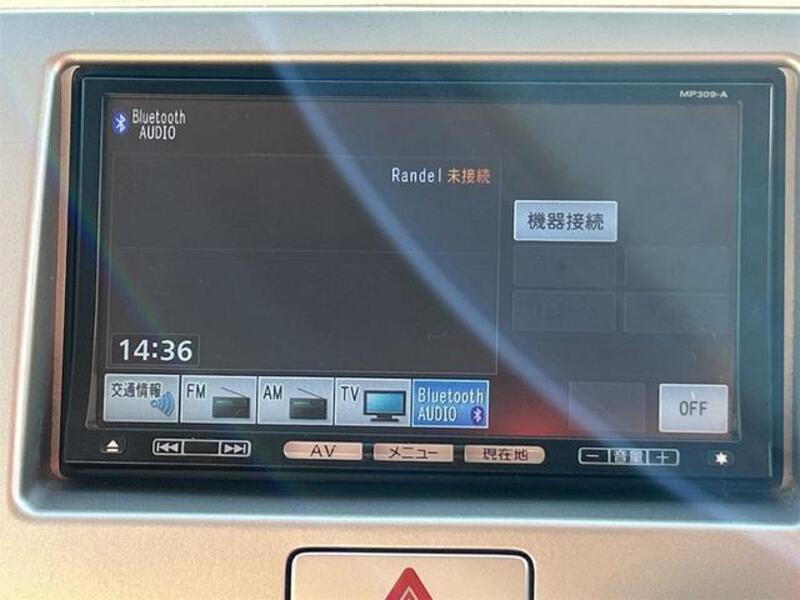 MP309-A
Bluetooth
AUDIO
Randel 未接続
機器接続
14:36
交通情報
FM
AM
TV
Bluetooth
AUDIO
OFF
AV
メニュー
現在地
− 音量 +